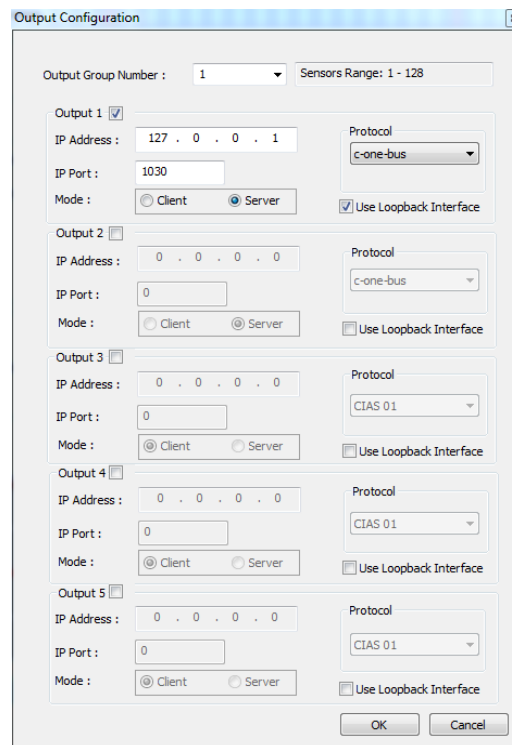 Output Configuration
Output Group Number : 1 Sensors Range: 1 - 128
Output 1
IP Address : 127 . 0 . 0 . 1
Protocol
c-one-bus
IP Port : 1030
Mode : Client Server
Use Loopback Interface
Output 2
IP Address : 0 . 0 . 0 . 0
Protocol
c-one-bus
IP Port : 0
Mode : Client Server
Use Loopback Interface
Output 3
IP Address : 0 . 0 . 0 . 0
Protocol
CIAS 01
IP Port : 0
Mode : Client Server
Use Loopback Interface
Output 4
IP Address : 0 . 0 . 0 . 0
Protocol
CIAS 01
IP Port : 0
Mode : Client Server
Use Loopback Interface
Output 5
IP Address : 0 . 0 . 0 . 0
Protocol
CIAS 01
IP Port : 0
Mode : Client Server
Use Loopback Interface
OK Cancel